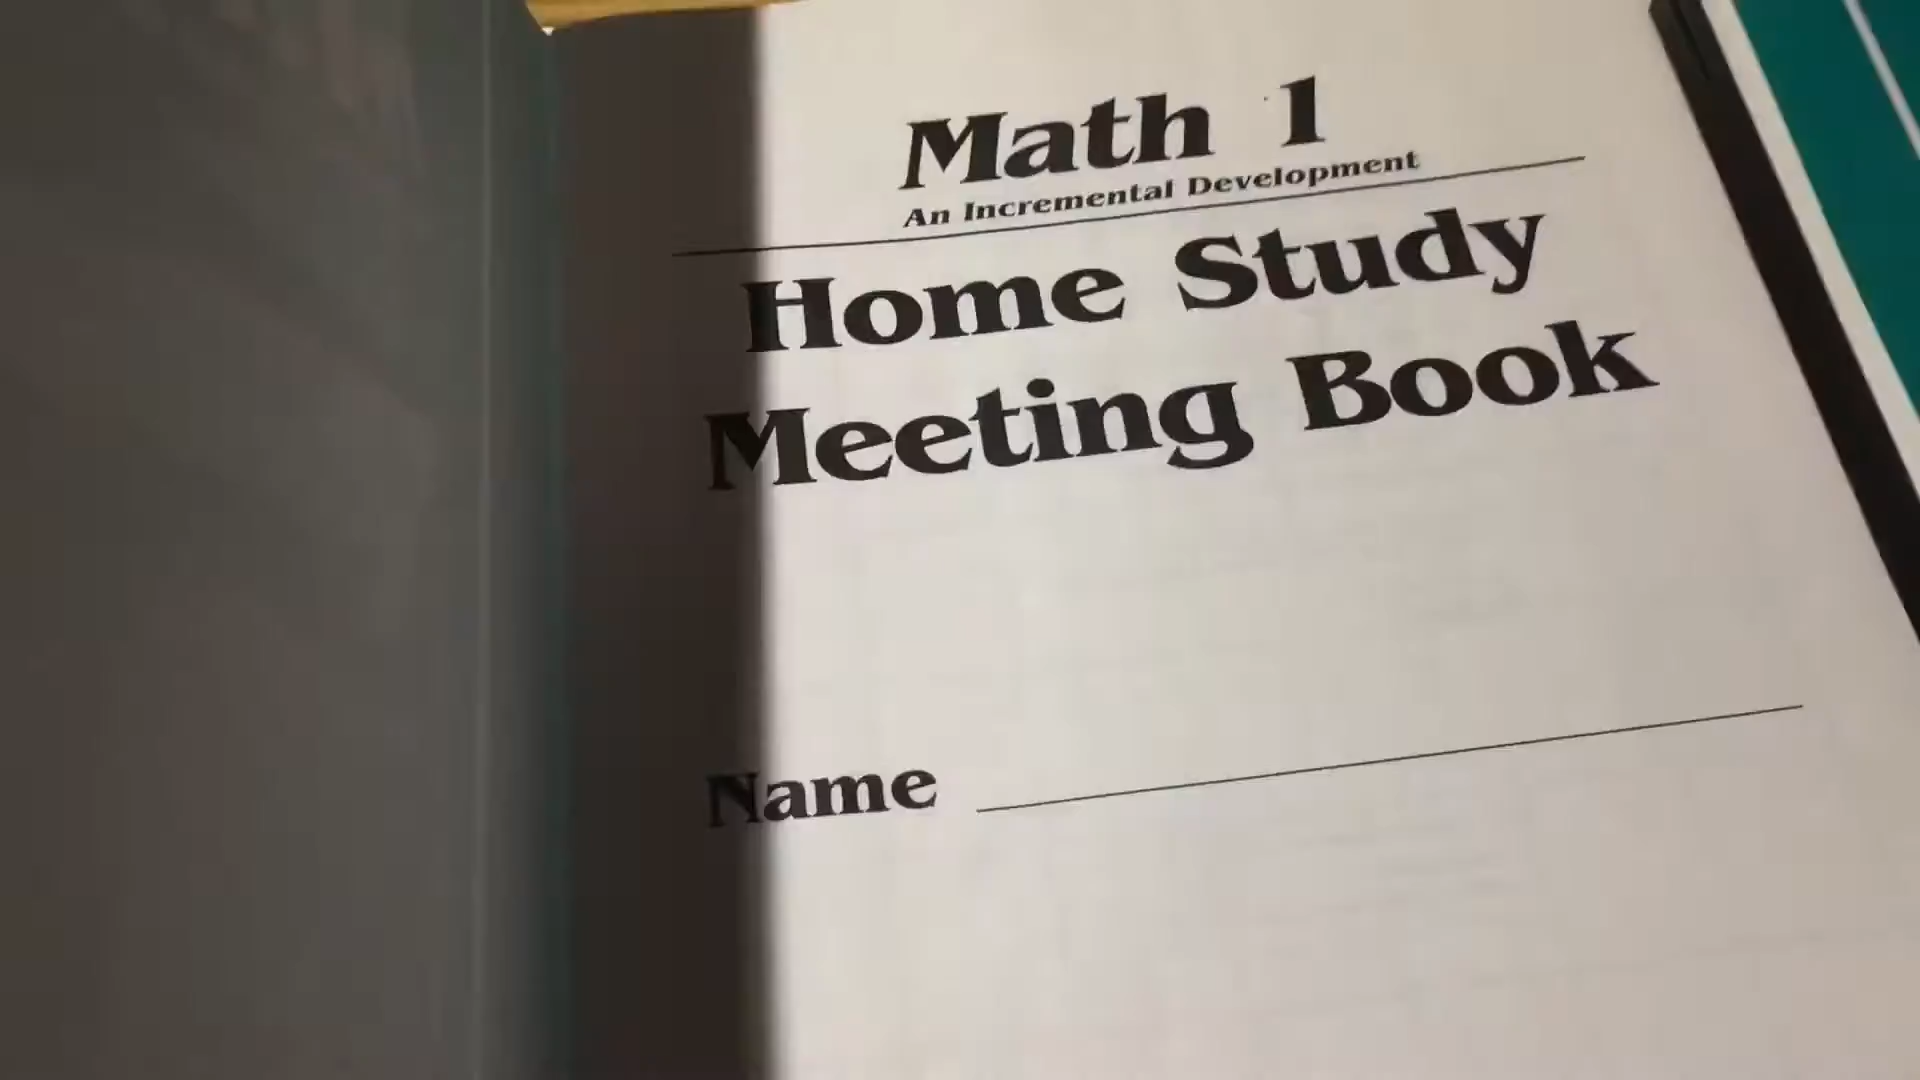 Math 1
An Incremental Development
Home Study
Meeting Book
Name